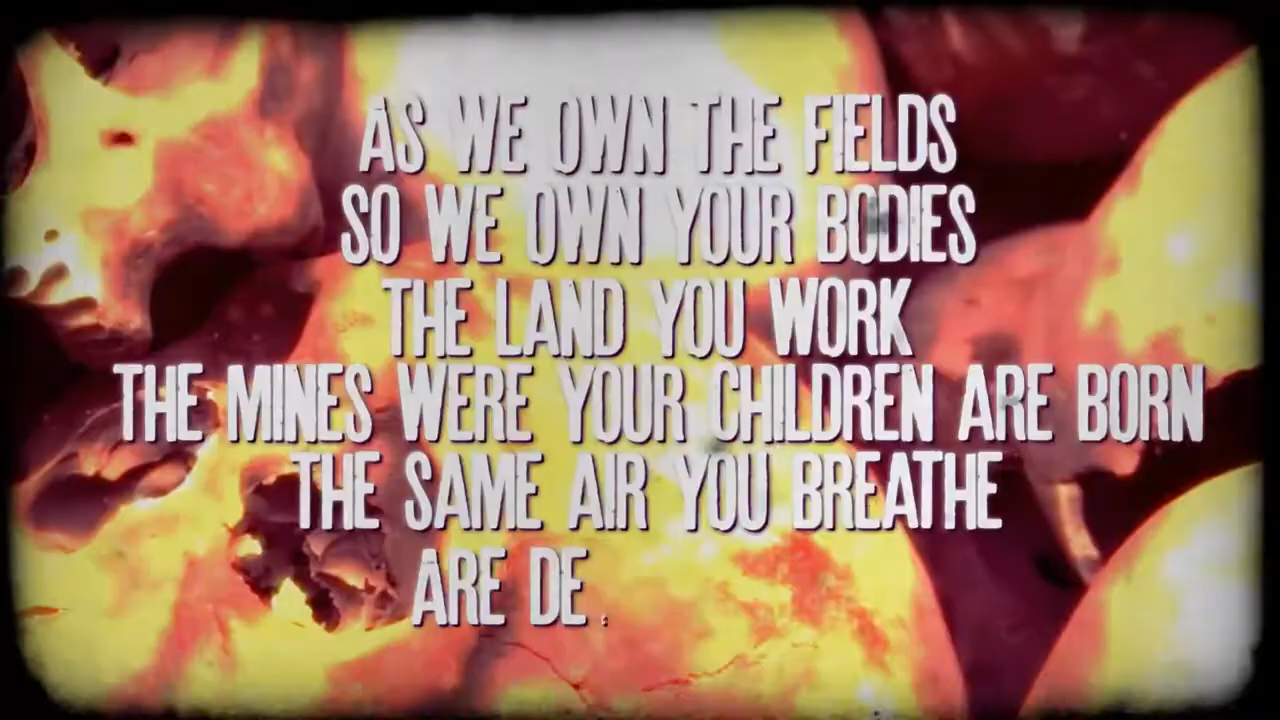 AS WE OWN THE FIELDS
SO WE OWN YOUR BODIES
THE LAND YOU WORK
THE MINES WERE YOUR CHILDREN ARE BORN
THE SAME AIR YOU BREATHE
ARE DE